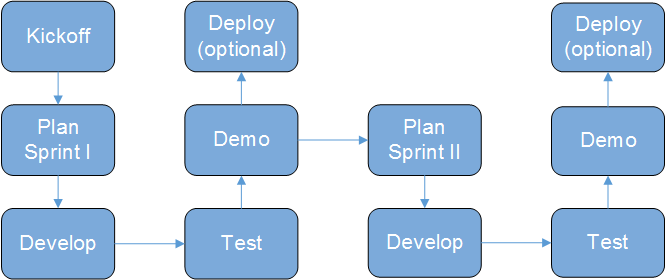 Kickoff
Plan
Sprint I
Develop
Test
Demo
Deploy
(optional)
Plan
Sprint II
Develop
Test
Demo
Deploy
(optional)